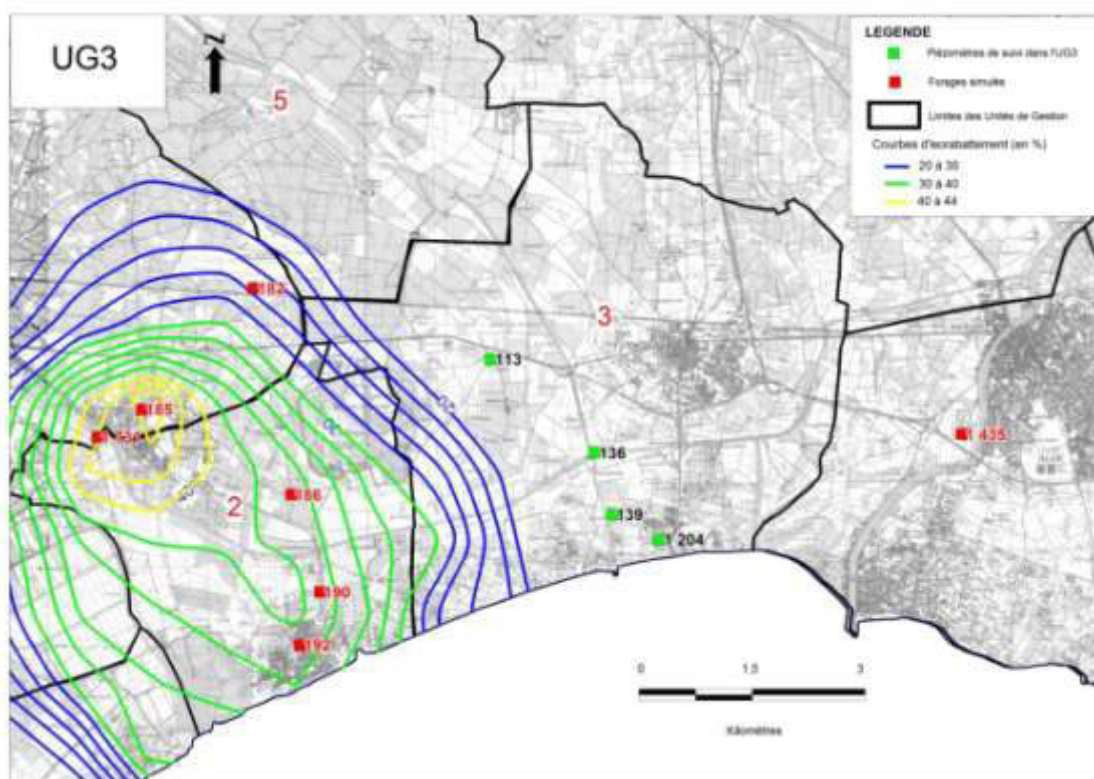 UG3
N
LEGENDE
Piézomètres de suivi dans l'UG3
Forages simulés
Limites des Unités de Gestion
Courbes d'ecrabattement (en %)
20 à 30
30 à 40
40 à 44
5
182
3
113
185
136
1 435
186
2
139
1 204
190
192
0 1,5 3
Kilomètres